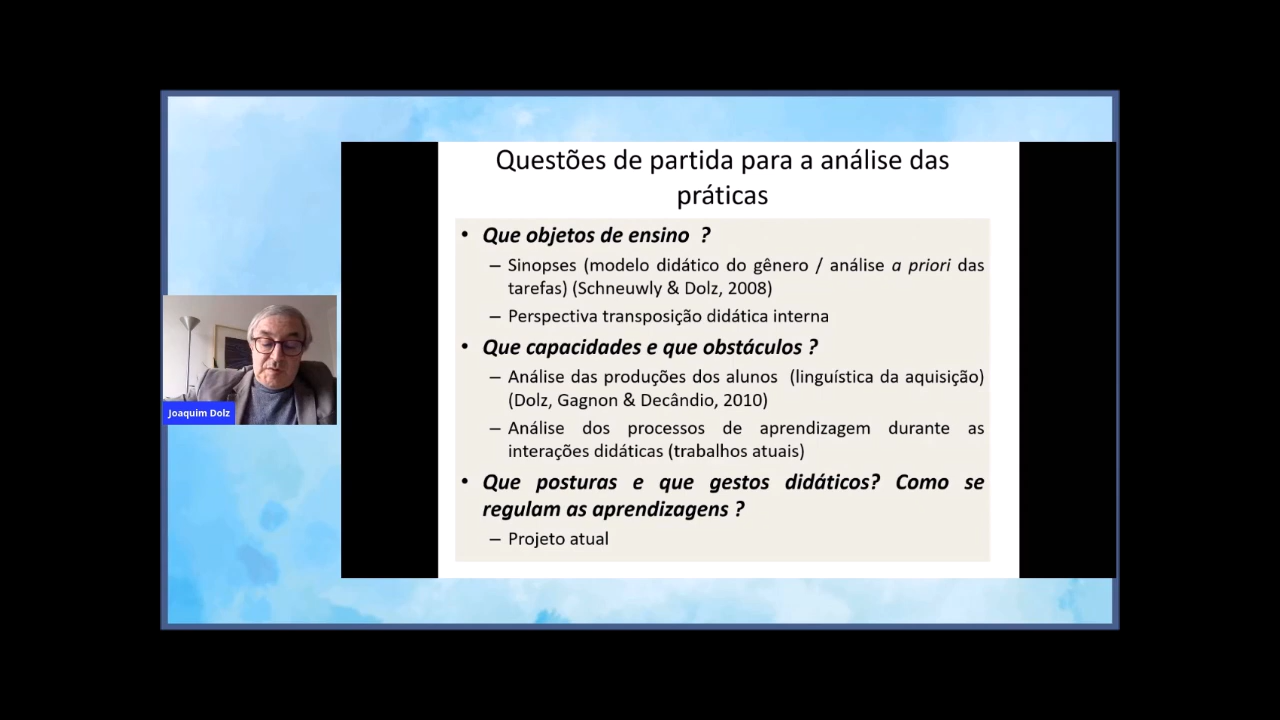 Questões de partida para a análise das
práticas
• Que objetos de ensino ?
– Sinopses (modelo didático do gênero / análise a priori das
tarefas) (Schneuwly & Dolz, 2008)
– Perspectiva transposição didática interna
• Que capacidades e que obstáculos ?
– Análise das produções dos alunos (linguística da aquisição)
(Dolz, Gagnon & Decândio, 2010)
– Análise dos processos de aprendizagem durante as
interações didáticas (trabalhos atuais)
• Que posturas e que gestos didáticos? Como se
regulam as aprendizagens ?
– Projeto atual
Joaquim Dolz